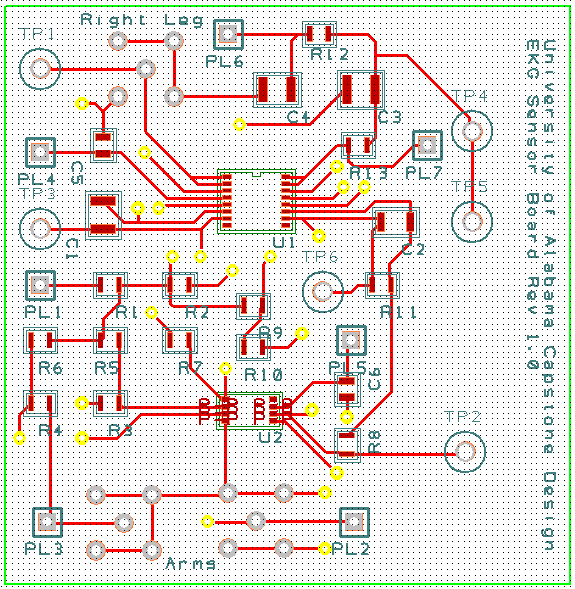 Right Leg
TP1
PL6
R12
C4
C3
TP4
PL4
C5
R13
PL7
TP3
TP5
U1
C1
C2
TP6
PL1
R1
R2
R9
R11
R6
R5
R7
R10
PL5
C6
R4
R3
U2
R8
TP2
PL3
PL2
Arms
University of Alabama Capstone Design
EKG Sensor Board Rev 1.0